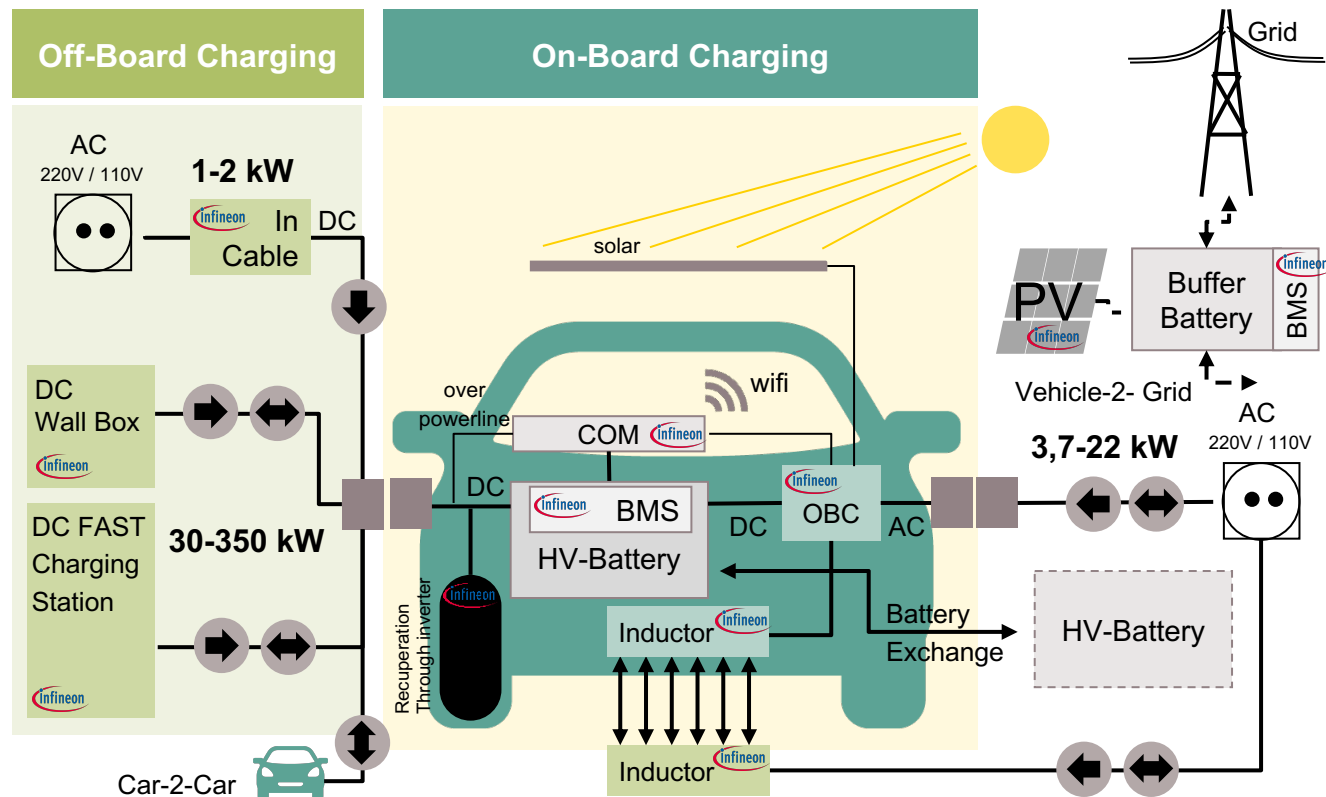 Off-Board Charging
On-Board Charging
Grid
AC
220V / 110V
1-2 kW
infineon
In
Cable
DC
solar
PV
infineon
Buffer
Battery
infineon
BMS
Vehicle-2- Grid
DC
Wall Box
infineon
over
powerline
wifi
COM
infineon
AC
220V / 110V
3,7-22 kW
DC
infineon
BMS
HV-Battery
DC
infineon
OBC
AC
DC FAST
Charging
Station
infineon
30-350 kW
Recuperation
Through inverter
infineon
Inductor
infineon
Battery
Exchange
HV-Battery
Car-2-Car
Inductor
infineon